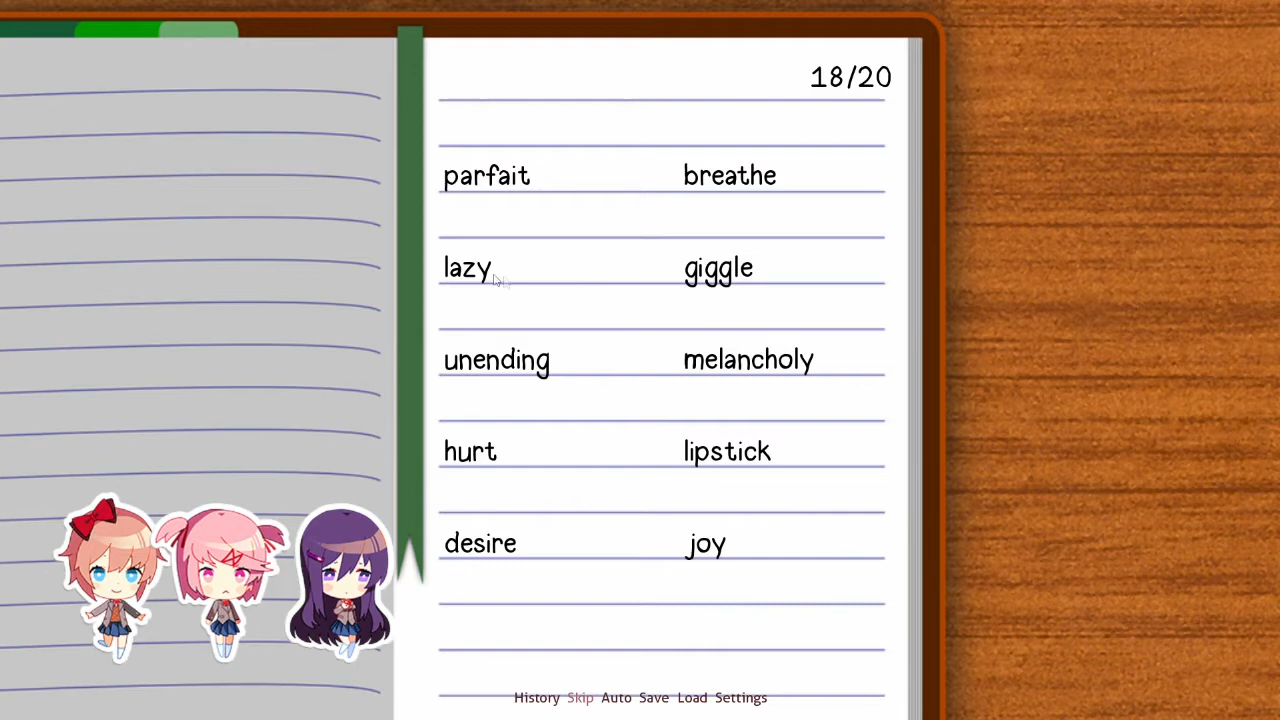 18/20
parfait breathe
lazy giggle
unending melancholy
hurt lipstick
desire joy
History Skip Auto Save Load Settings